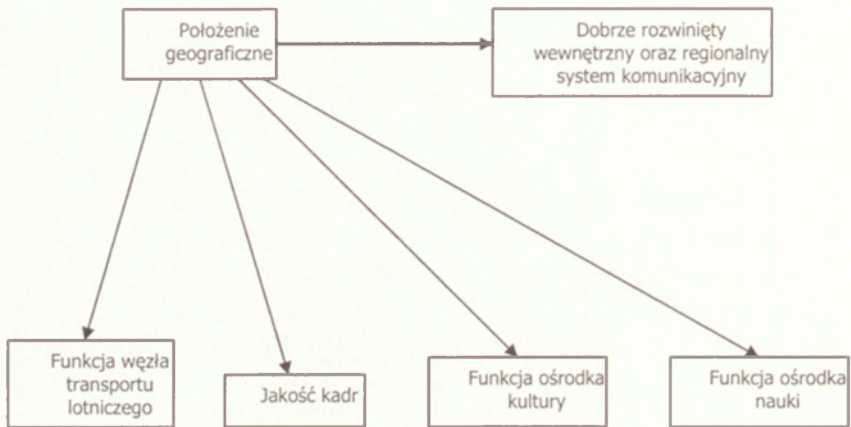 Położenie
geograficzne
Dobrze rozwinięty
wewnętrzny oraz regionalny
system komunikacyjny
Funkcja węzła
transportu
lotniczego
Jakość kadr
Funkcja ośrodka
kultury
Funkcja ośrodka
nauki